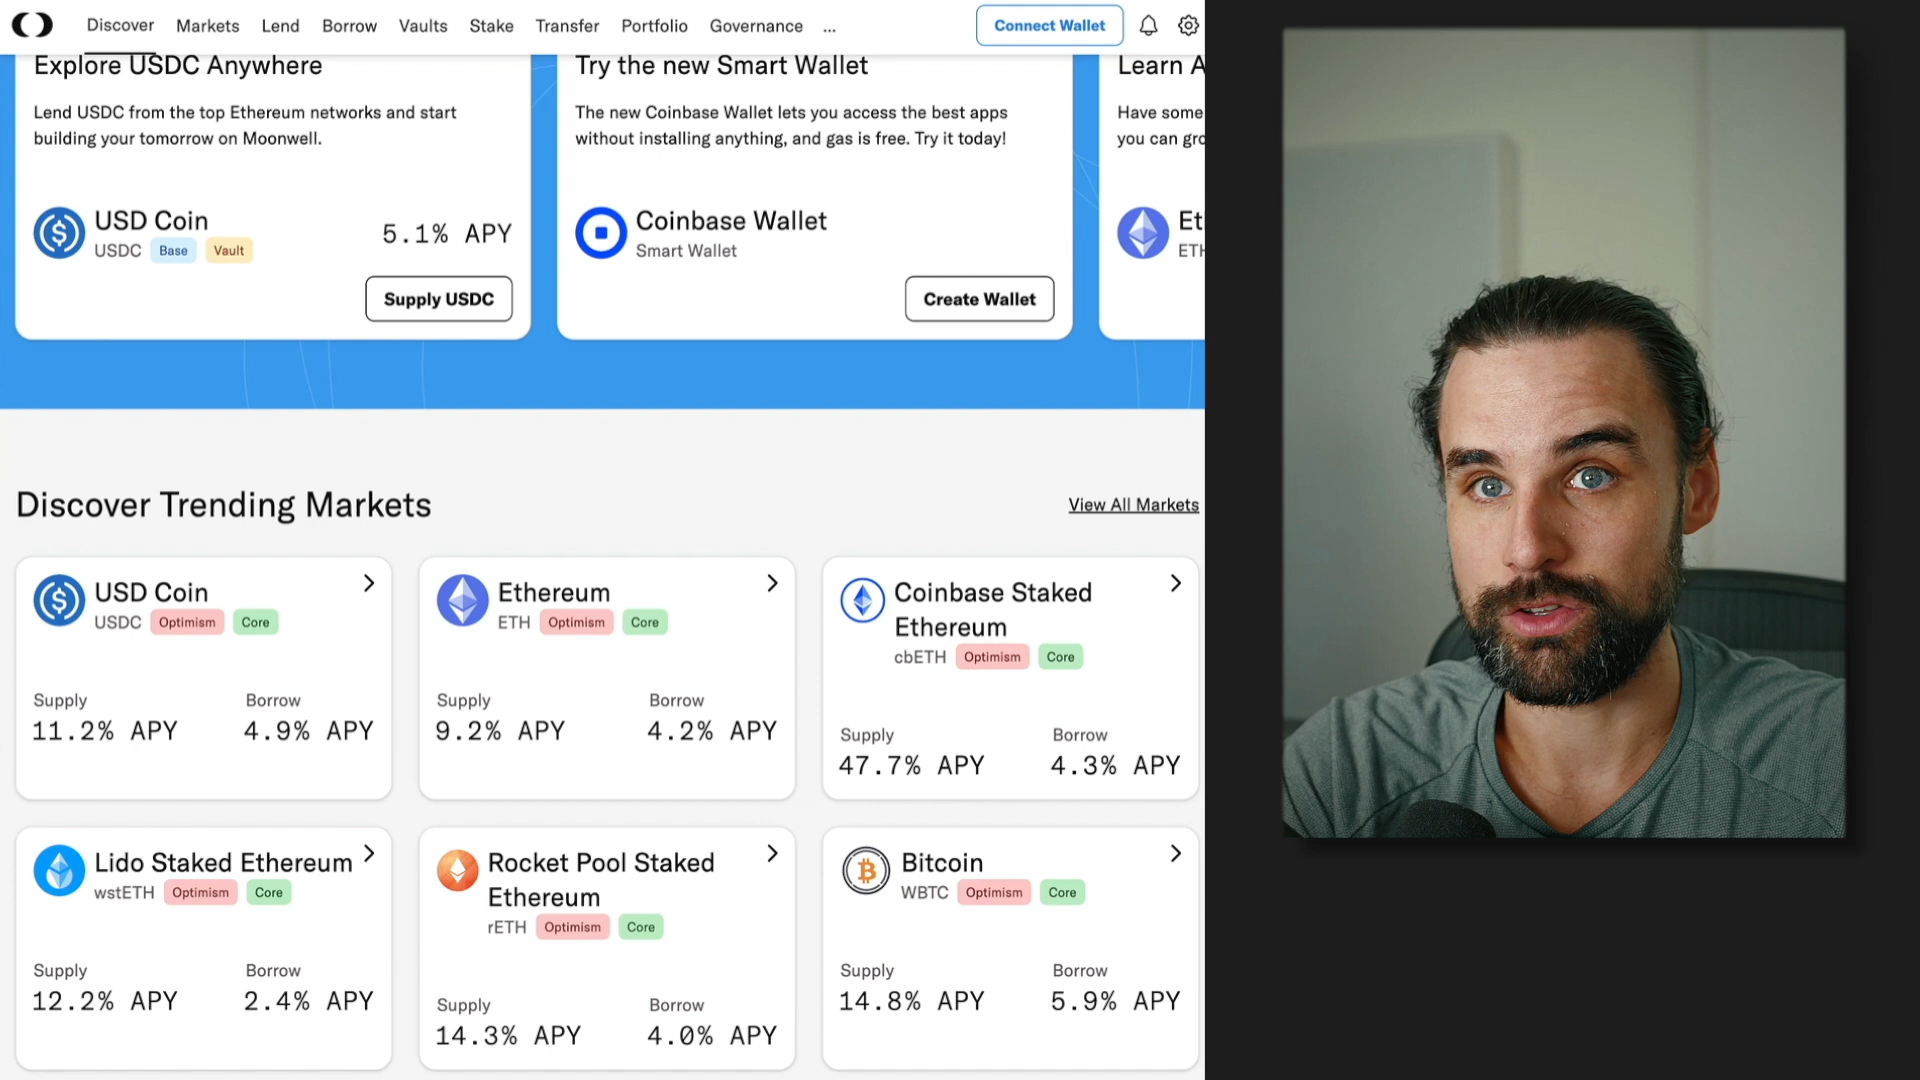 Discover
Markets
Lend
Borrow
Vaults
Stake
Transfer
Portfolio
Governance
...
Connect Wallet
Explore USDC Anywhere
Lend USDC from the top Ethereum networks and start
building your tomorrow on Moonwell.
USD Coin
USDC Base Vault
5.1% APY
Supply USDC
Try the new Smart Wallet
The new Coinbase Wallet lets you access the best apps
without installing anything, and gas is free. Try it today!
Coinbase Wallet
Smart Wallet
Create Wallet
Learn A
Have some
you can gro
Et
ETH
Discover Trending Markets
View All Markets
USD Coin
USDC Optimism Core
Supply Borrow
11.2% APY 4.9% APY
Ethereum
ETH Optimism Core
Supply Borrow
9.2% APY 4.2% APY
Coinbase Staked
Ethereum
cbETH Optimism Core
Supply Borrow
47.7% APY 4.3% APY
Lido Staked Ethereum
wstETH Optimism Core
Supply Borrow
12.2% APY 2.4% APY
Rocket Pool Staked
Ethereum
rETH Optimism Core
Supply Borrow
14.3% APY 4.0% APY
Bitcoin
WBTC Optimism Core
Supply Borrow
14.8% APY 5.9% APY